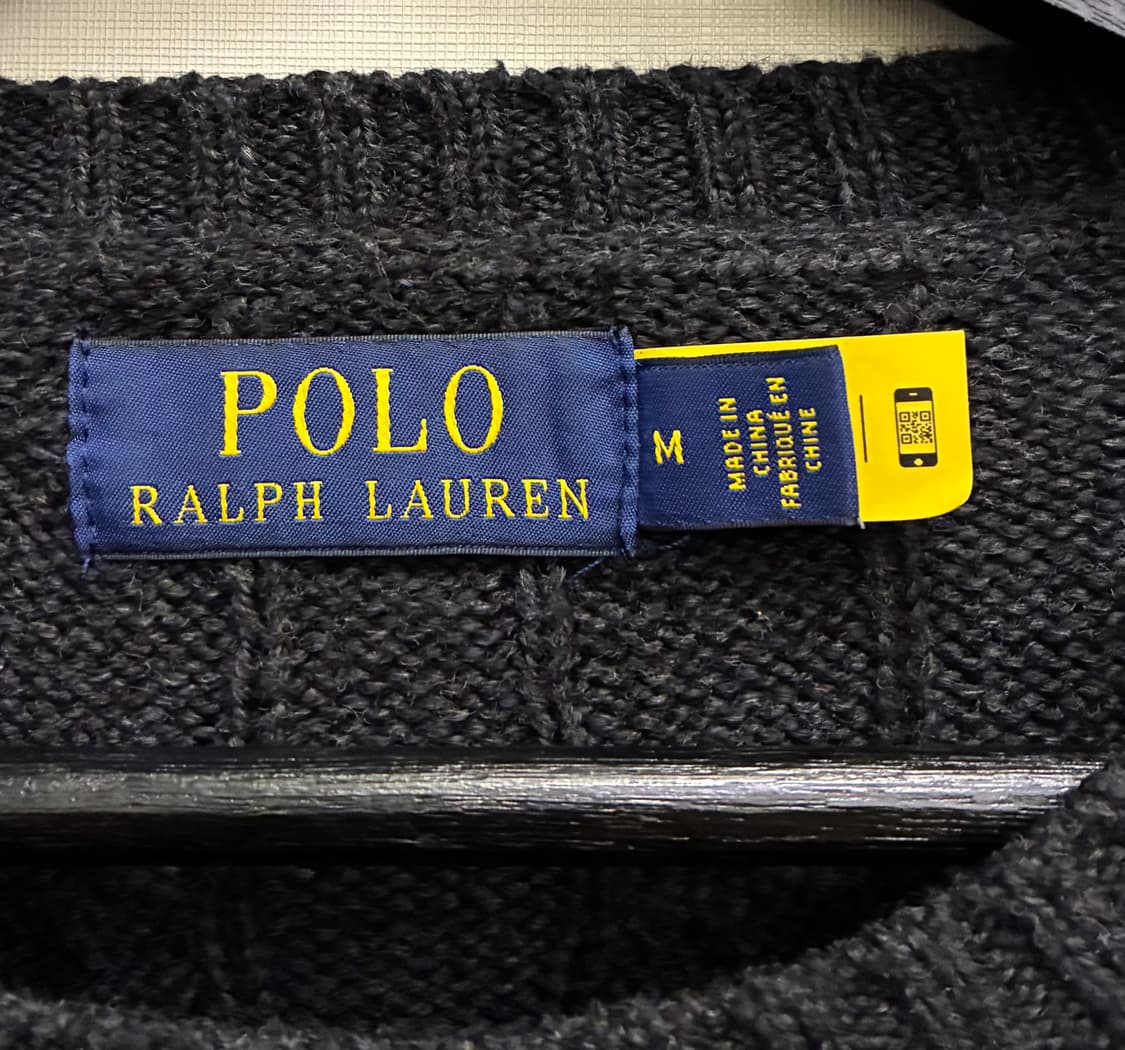 POLO
RALPH LAUREN
M
MADE IN
CHINA
FABRIQUÉ EN
CHINE